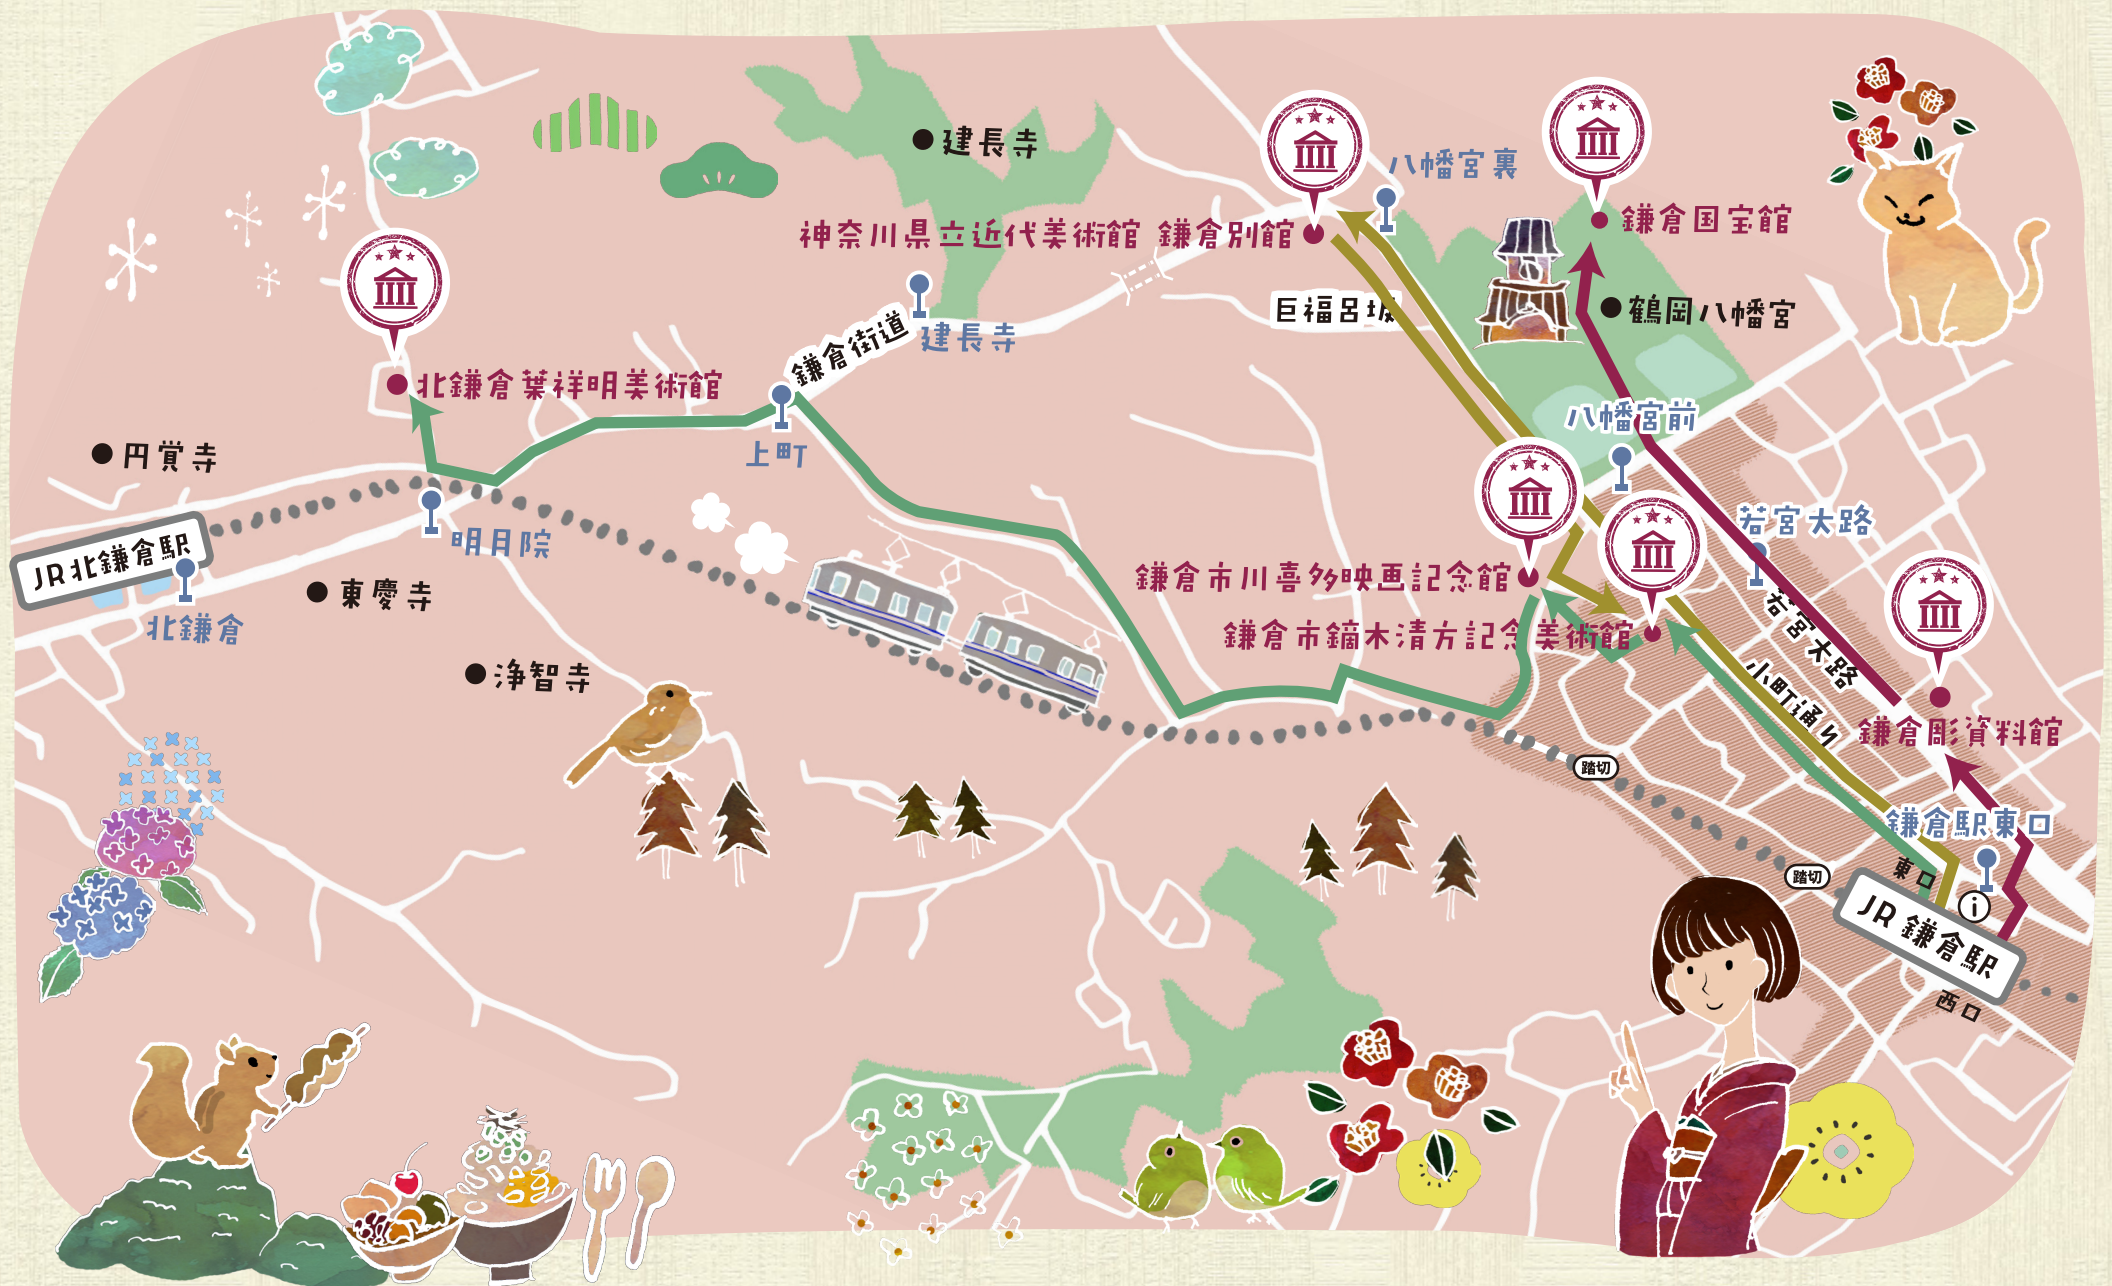 建長寺
八幡宮裏
神奈川県立近代美術館 鎌倉別館
鎌倉国宝館
巨福呂坂
鶴岡八幡宮
鎌倉街道
建長寺
北鎌倉葉祥明美術館
八幡宮前
円覚寺
上町
明月院
若宮大路
JR北鎌倉駅
鎌倉市川喜多映画記念館
東慶寺
北鎌倉
鎌倉市鏑木清方記念美術館
若宮大路
浄智寺
小町通り
鎌倉彫資料館
踏切
鎌倉駅東口
踏切
東口
i
JR 鎌倉駅
西口